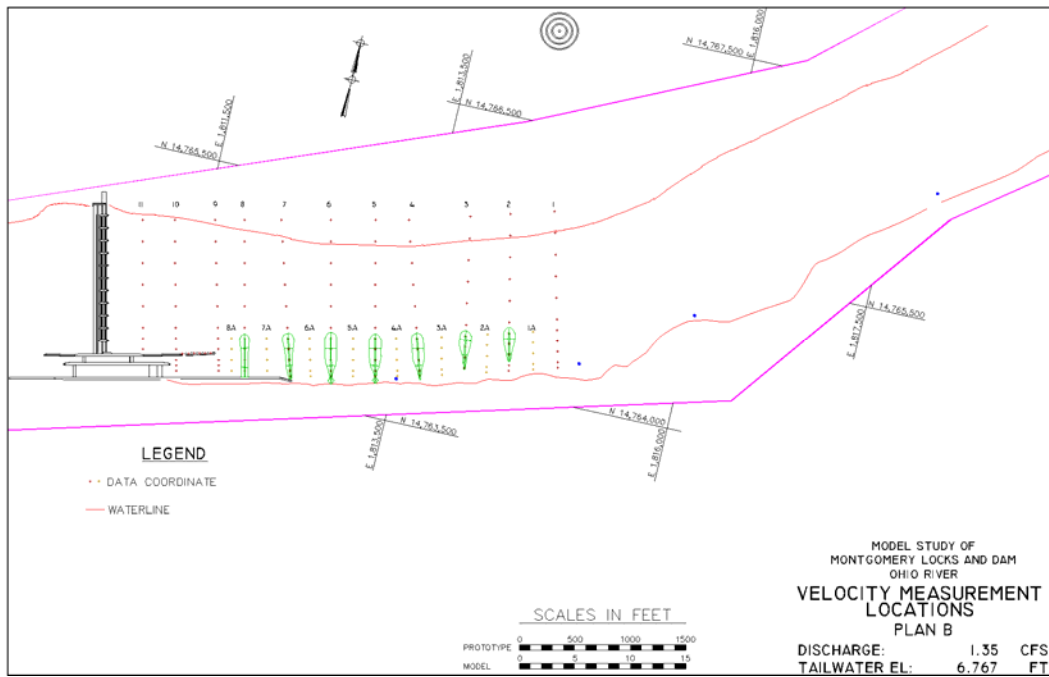 E 1,816,000
N 14,767,500
E 1,813,500
N 14,766,500
E 1,811,500
N 14,765,500
11 10 9 8 7 6 5 4 3 2 1
8A 7A 6A 5A 4A 3A 2A 1A
N 14,765,500
E 1,817,500
N 14,764,000
E 1,816,000
N 14,763,500
E 1,813,500
LEGEND
DATA COORDINATE
WATERLINE
MODEL STUDY OF
MONTGOMERY LOCKS AND DAM
OHIO RIVER
VELOCITY MEASUREMENT
LOCATIONS
PLAN B
DISCHARGE: 1.35 CFS
TAILWATER EL: 6.767 FT
SCALES IN FEET
0 500 1000 1500
PROTOTYPE
0 5 10 15
MODEL